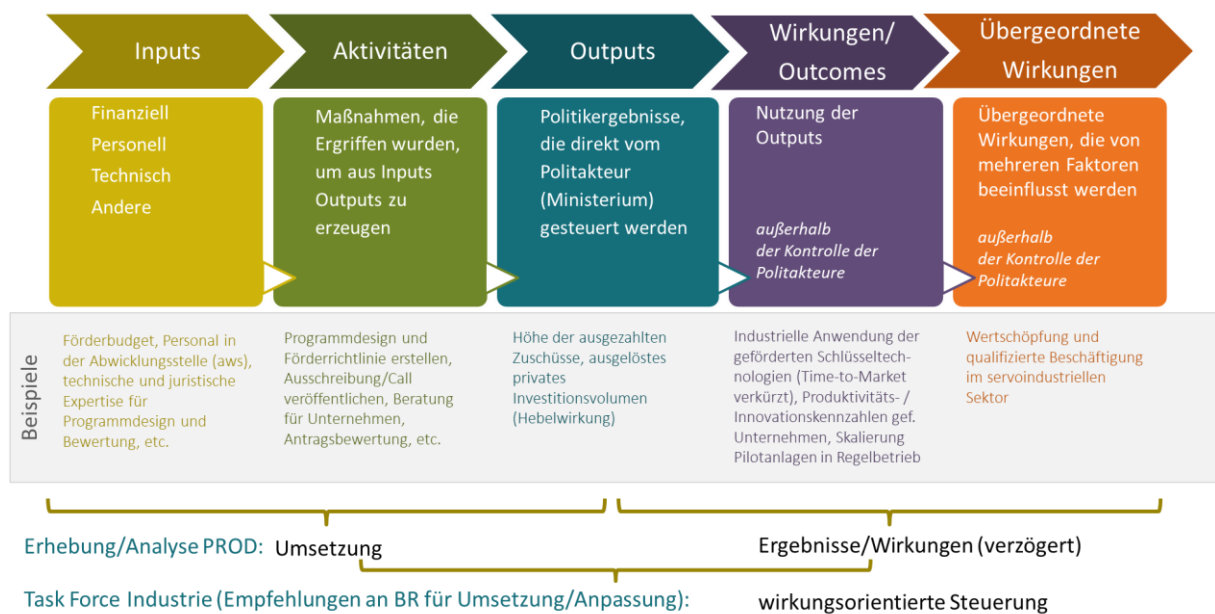 Inputs
Aktivitäten
Outputs
Wirkungen/
Outcomes
Übergeordnete
Wirkungen
Finanziell
Personell
Technisch
Andere
Maßnahmen, die
Ergriffen wurden,
um aus Inputs
Outputs zu
erzeugen
Politikergebnisse,
die direkt vom
Politakteur
(Ministerium)
gesteuert werden
Nutzung der
Outputs
außerhalb
der Kontrolle der
Politakteure
Übergeordnete
Wirkungen, die von
mehreren Faktoren
beeinflusst werden
außerhalb
der Kontrolle der
Politakteure
Beispiele
Förderbudget, Personal in
der Abwicklungsstelle (aws),
technische und juristische
Expertise für
Programmdesign und
Bewertung, etc.
Programmdesign und
Förderrichtlinie erstellen,
Ausschreibung/Call
veröffentlichen, Beratung
für Unternehmen,
Antragsbewertung, etc.
Höhe der ausgezahlten
Zuschüsse, ausgelöstes
privates
Investitionsvolumen
(Hebelwirkung)
Industrielle Anwendung der
geförderten Schlüsseltech-
nologien (Time-to-Market
verkürzt), Produktivitäts- /
Innovationskennzahlen gef.
Unternehmen, Skalierung
Pilotanlagen in Regelbetrieb
Wertschöpfung und
qualifizierte Beschäftigung
im servoindustriellen
Sektor
Erhebung/Analyse PROD: Umsetzung
Ergebnisse/Wirkungen (verzögert)
Task Force Industrie (Empfehlungen an BR für Umsetzung/Anpassung):
wirkungsorientierte Steuerung